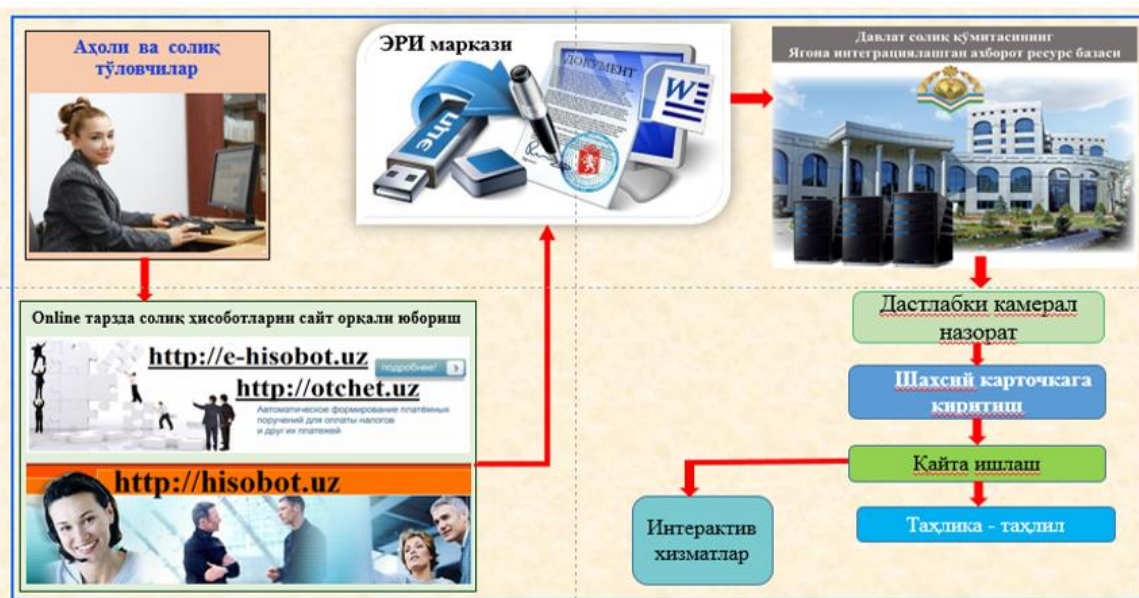 Аҳоли ва солиқ
тўловчилар
ЭРИ маркази
ДОКУМЕНТ
W
Давлат солиқ қўмитасининг
Ягона интеграциялашган ахборот ресурс базаси
Online тарзда солиқ ҳисоботларни сайт орқали юбориш
http://e-hisobot.uz
подробнее!
http://otchet.uz
Автоматическое формирование платёжных
поручений для оплаты налогов
и других платежей
http://hisobot.uz
Дастлабки камерал
назорат
Шахсий карточкага
киритиш
Қайта ишлаш
Таҳлика - таҳлил
Интерактив
хизматлар